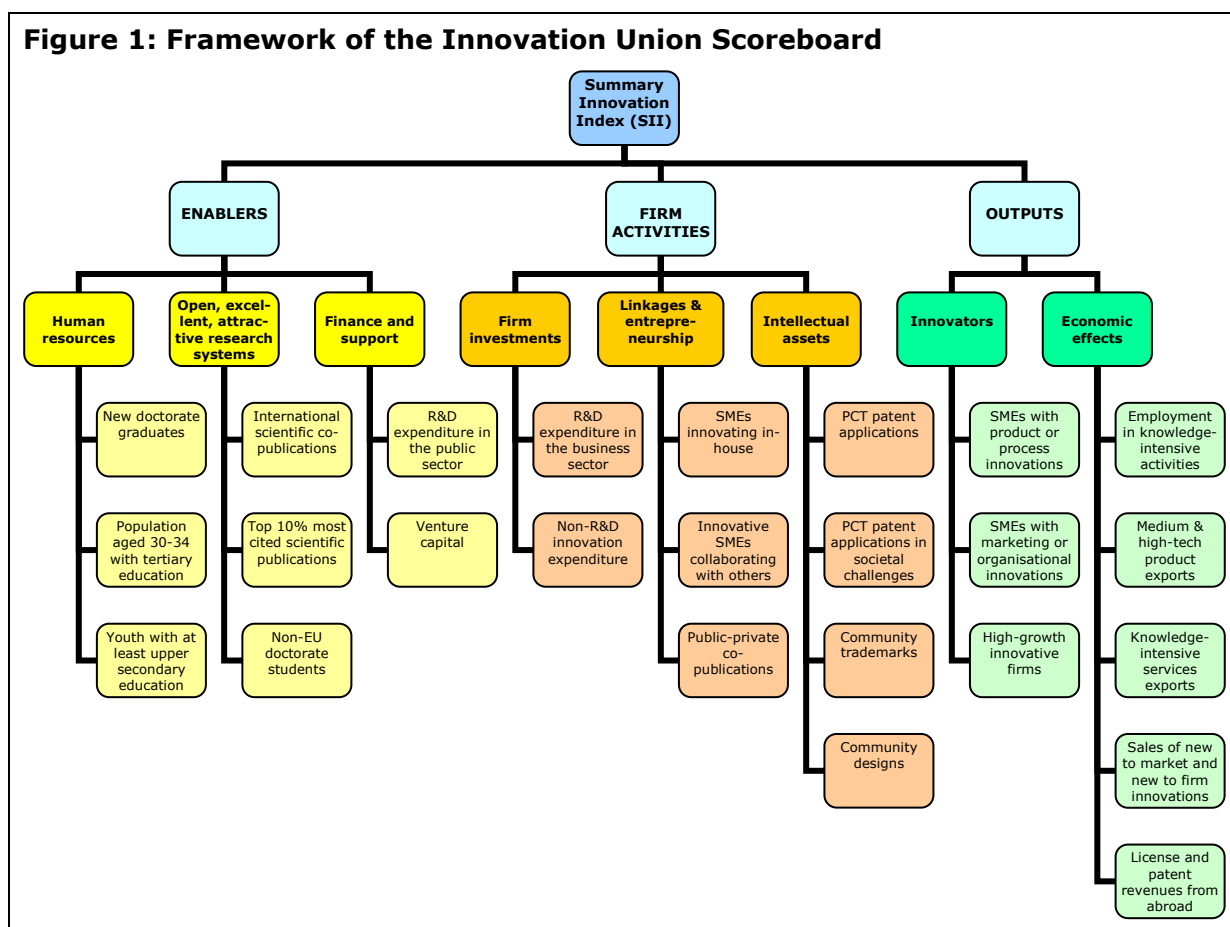 Figure 1: Framework of the Innovation Union Scoreboard
Summary
Innovation
Index (SII)
ENABLERS
FIRM
ACTIVITIES
OUTPUTS
Human
resources
Open, excel-
lent, attrac-
tive research
systems
Finance and
support
Firm
investments
Linkages &
entrepre-
neurship
Intellectual
assets
Innovators
Economic
effects
New doctorate
graduates
International
scientific co-
publications
R&D
expenditure in
the public
sector
R&D
expenditure in
the business
sector
SMEs
innovating in-
house
PCT patent
applications
SMEs with
product or
process
innovations
Employment
in knowledge-
intensive
activities
Population
aged 30-34
with tertiary
education
Top 10% most
cited scientific
publications
Venture
capital
Non-R&D
innovation
expenditure
Innovative
SMEs
collaborating
with others
PCT patent
applications in
societal
challenges
SMEs with
marketing or
organisational
innovations
Medium &
high-tech
product
exports
Youth with at
least upper
secondary
education
Non-EU
doctorate
students
Public-private
co-
publications
Community
trademarks
High-growth
innovative
firms
Knowledge-
intensive
services
exports
Community
designs
Sales of new
to market and
new to firm
innovations
License and
patent
revenues from
abroad